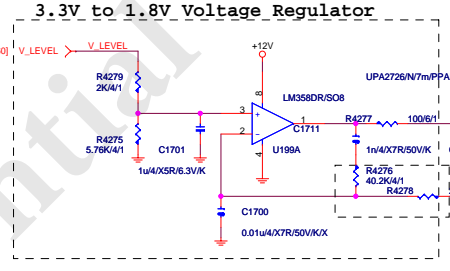 3.3V to 1.8V Voltage Regulator
V_LEVEL
V_LEVEL
+12V
R4279
2K/4/1
UPA2726/N/7m/PPA
8
LM358DR/SO8
3
+
1
C1711
R4277
100/6/1
2
-
R4275
5.76K/4/1
C1701
1u/4/X5R/6.3V/K
4
U199A
1n/4/X7R/50V/K
R4276
40.2K/4/1
R4278
C1700
0.01u/4/X7R/50V/K/X
ntial